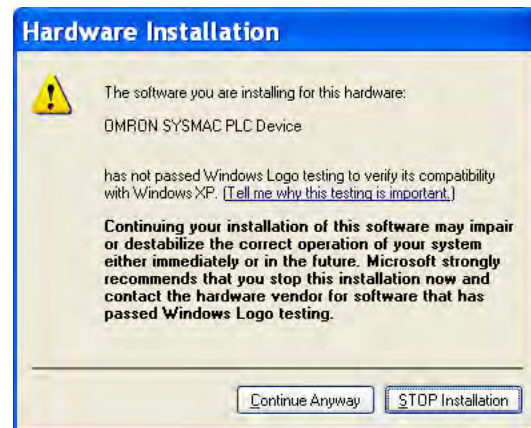 Hardware Installation
The software you are installing for this hardware:
OMRON SYSMAC PLC Device
has not passed Windows Logo testing to verify its compatibility
with Windows XP. (Tell me why this testing is important.)
Continuing your installation of this software may impair
or destabilize the correct operation of your system
either immediately or in the future. Microsoft strongly
recommends that you stop this installation now and
contact the hardware vendor for software that has
passed Windows Logo testing.
Continue Anyway
STOP Installation